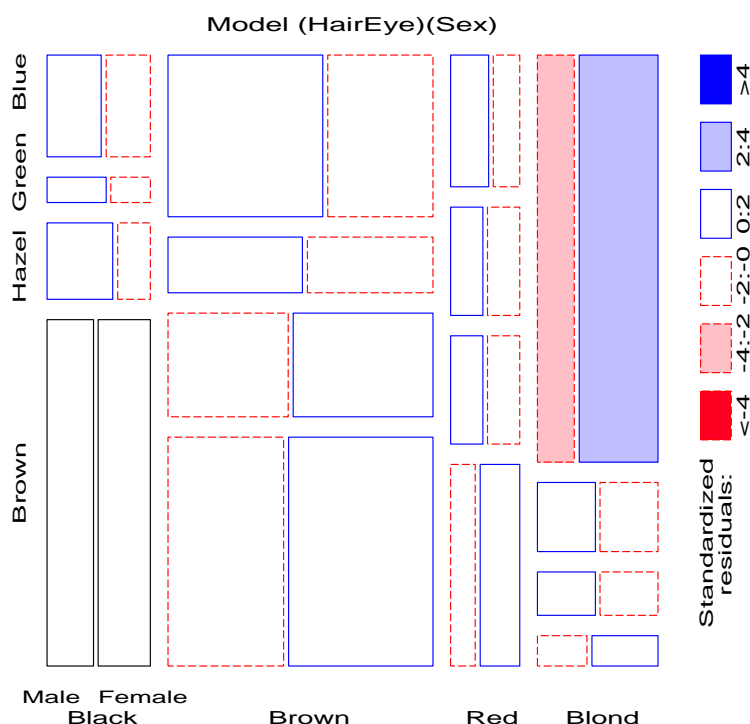 Model (HairEye)(Sex)
Blue
Green
Hazel
Brown
Male Female
Black Brown Red Blond
Standardized
residuals:
<-4
-4:-2
-2:-0
0:2
2:4
>4